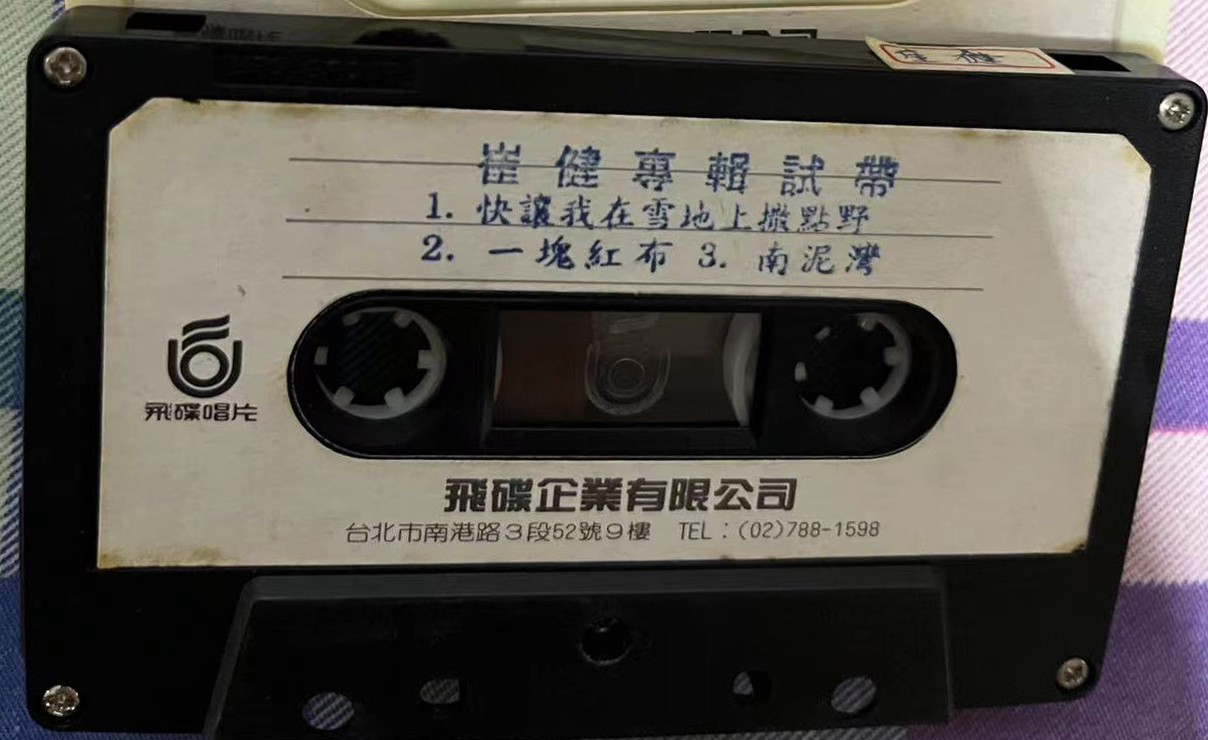 崔健
崔健專輯試帶
1. 快讓我在雪地上撒點野
2. 一塊紅布 3. 南泥灣
飛碟唱片
飛碟企業有限公司
台北市南港路3段52號9樓 TEL：(02)788-1598